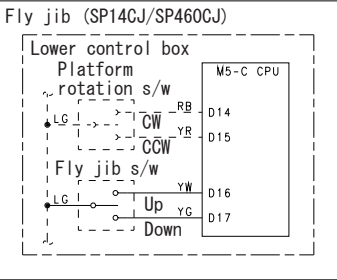 Fly jib (SP14CJ/SP460CJ)
Lower control box
Platform
rotation s/w
M5-C CPU
LG
RB
CW
D14
YR
CCW
D15
Fly jib s/w
LG
YW
Up
D16
YG
Down
D17